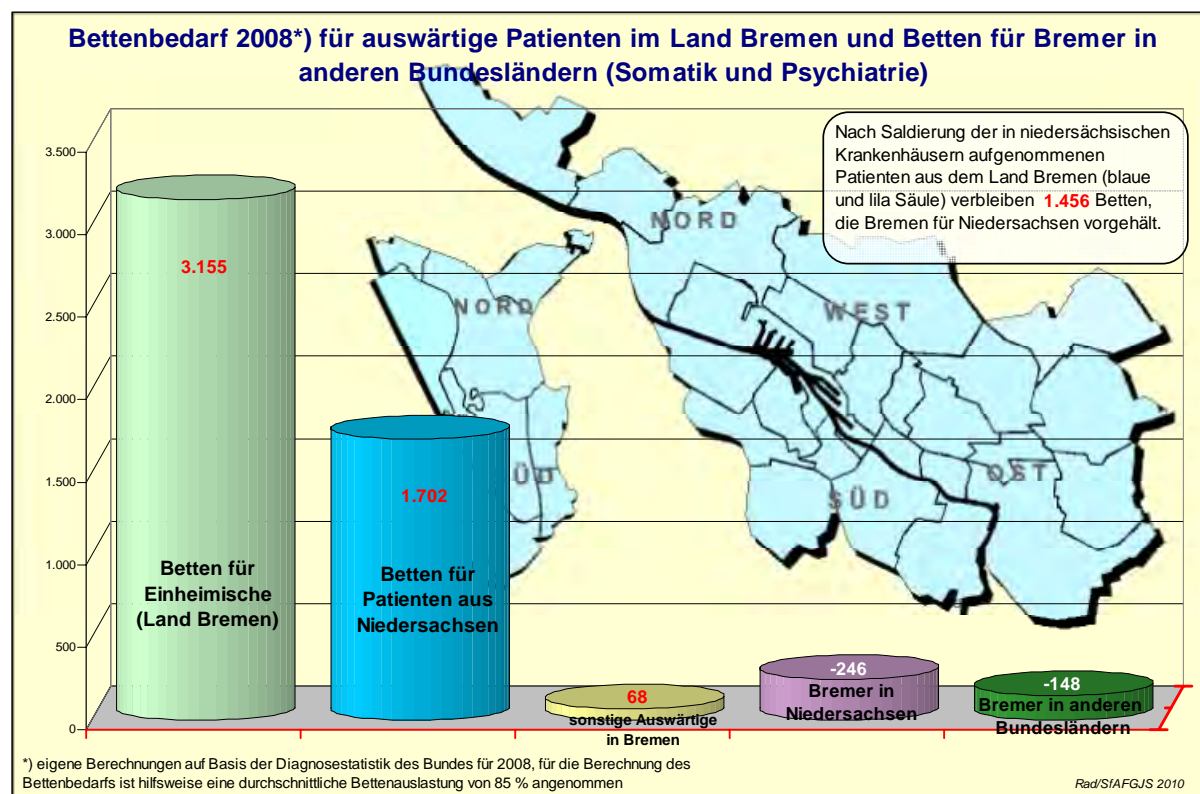 Bettenbedarf 2008*) für auswärtige Patienten im Land Bremen und Betten für Bremer in
anderen Bundesländern (Somatik und Psychiatrie)
Nach Saldierung der in niedersächsischen
Krankenhäusern aufgenommenen
Patienten aus dem Land Bremen (blaue
und lila Säule) verbleiben 1.456 Betten,
die Bremen für Niedersachsen vorgehält.
3.500
3.000
2.500
2.000
1.500
1.000
500
0
NORD
NORD
WEST
ÜD
SÜD
OST
3.155
Betten für
Einheimische
(Land Bremen)
1.702
Betten für
Patienten aus
Niedersachsen
68
sonstige Auswärtige
in Bremen
-246
Bremer in
Niedersachsen
-148
Bremer in anderen
Bundesländern
*) eigene Berechnungen auf Basis der Diagnosestatistik des Bundes für 2008, für die Berechnung des
Bettenbedarfs ist hilfsweise eine durchschnittliche Bettenauslastung von 85 % angenommen
Rad/SfAFGJS 2010